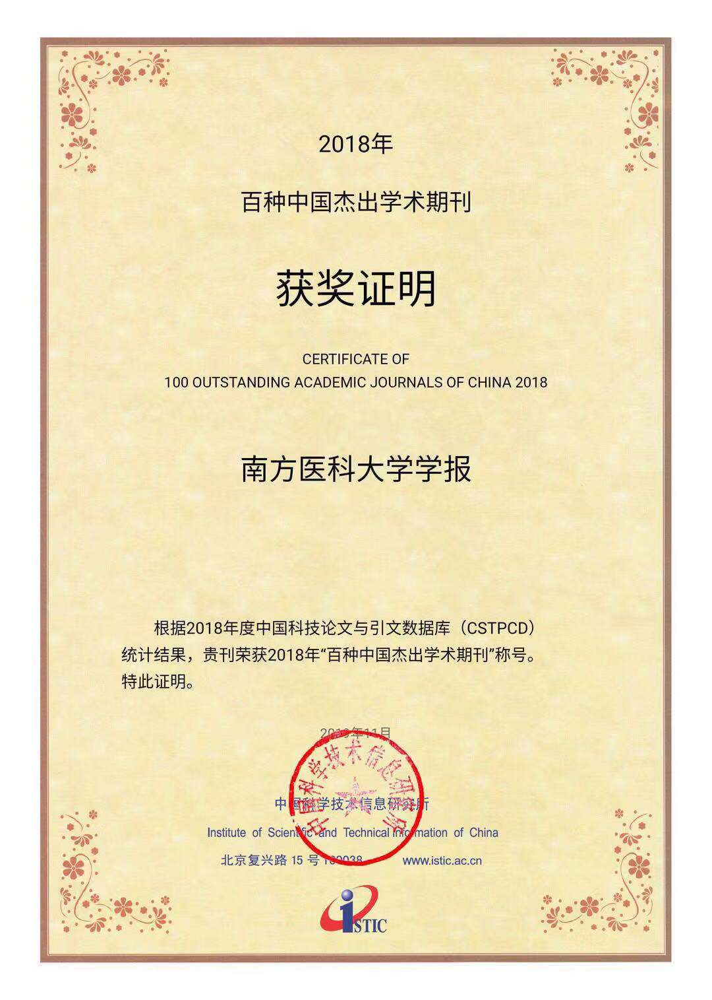 2018年
百种中国杰出学术期刊
获奖证明
CERTIFICATE OF
100 OUTSTANDING ACADEMIC JOURNALS OF CHINA 2018
南方医科大学学报
根据2018年度中国科技论文与引文数据库（CSTPCD）
统计结果，贵刊荣获2018年“百种中国杰出学术期刊”称号。
特此证明。
2019年11月
中国科学技术信息研究所
中国科学技术信息研究所
Institute of Scientific and Technical Information of China
北京复兴路 15 号 100038 www.istic.ac.cn
iSTIC